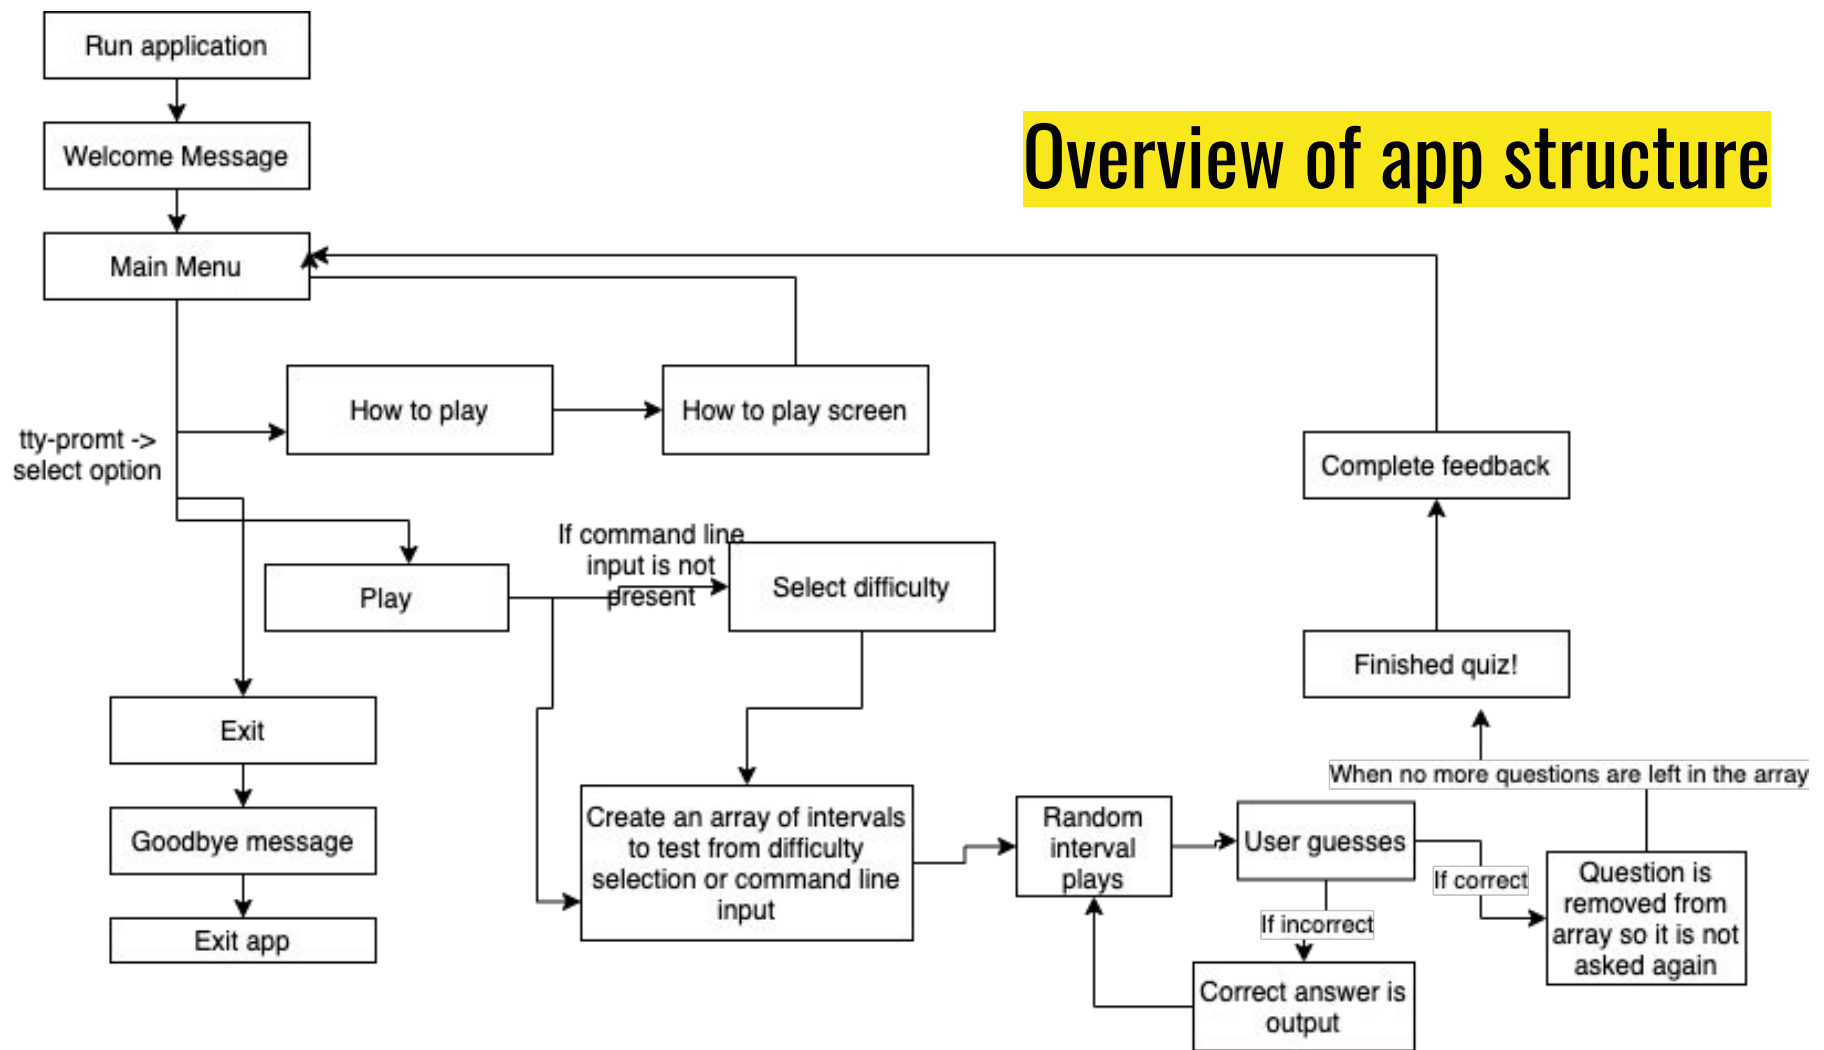 Run application
Welcome Message
Overview of app structure
Main Menu
How to play
How to play screen
tty-promt ->
select option
Complete feedback
If command line
input is not
present
Select difficulty
Play
Finished quiz!
Exit
When no more questions are left in the array
Create an array of intervals
to test from difficulty
selection or command line
input
Random
interval
plays
User guesses
If correct
Question is
removed from
array so it is not
asked again
Goodbye message
If incorrect
Exit app
Correct answer is
output